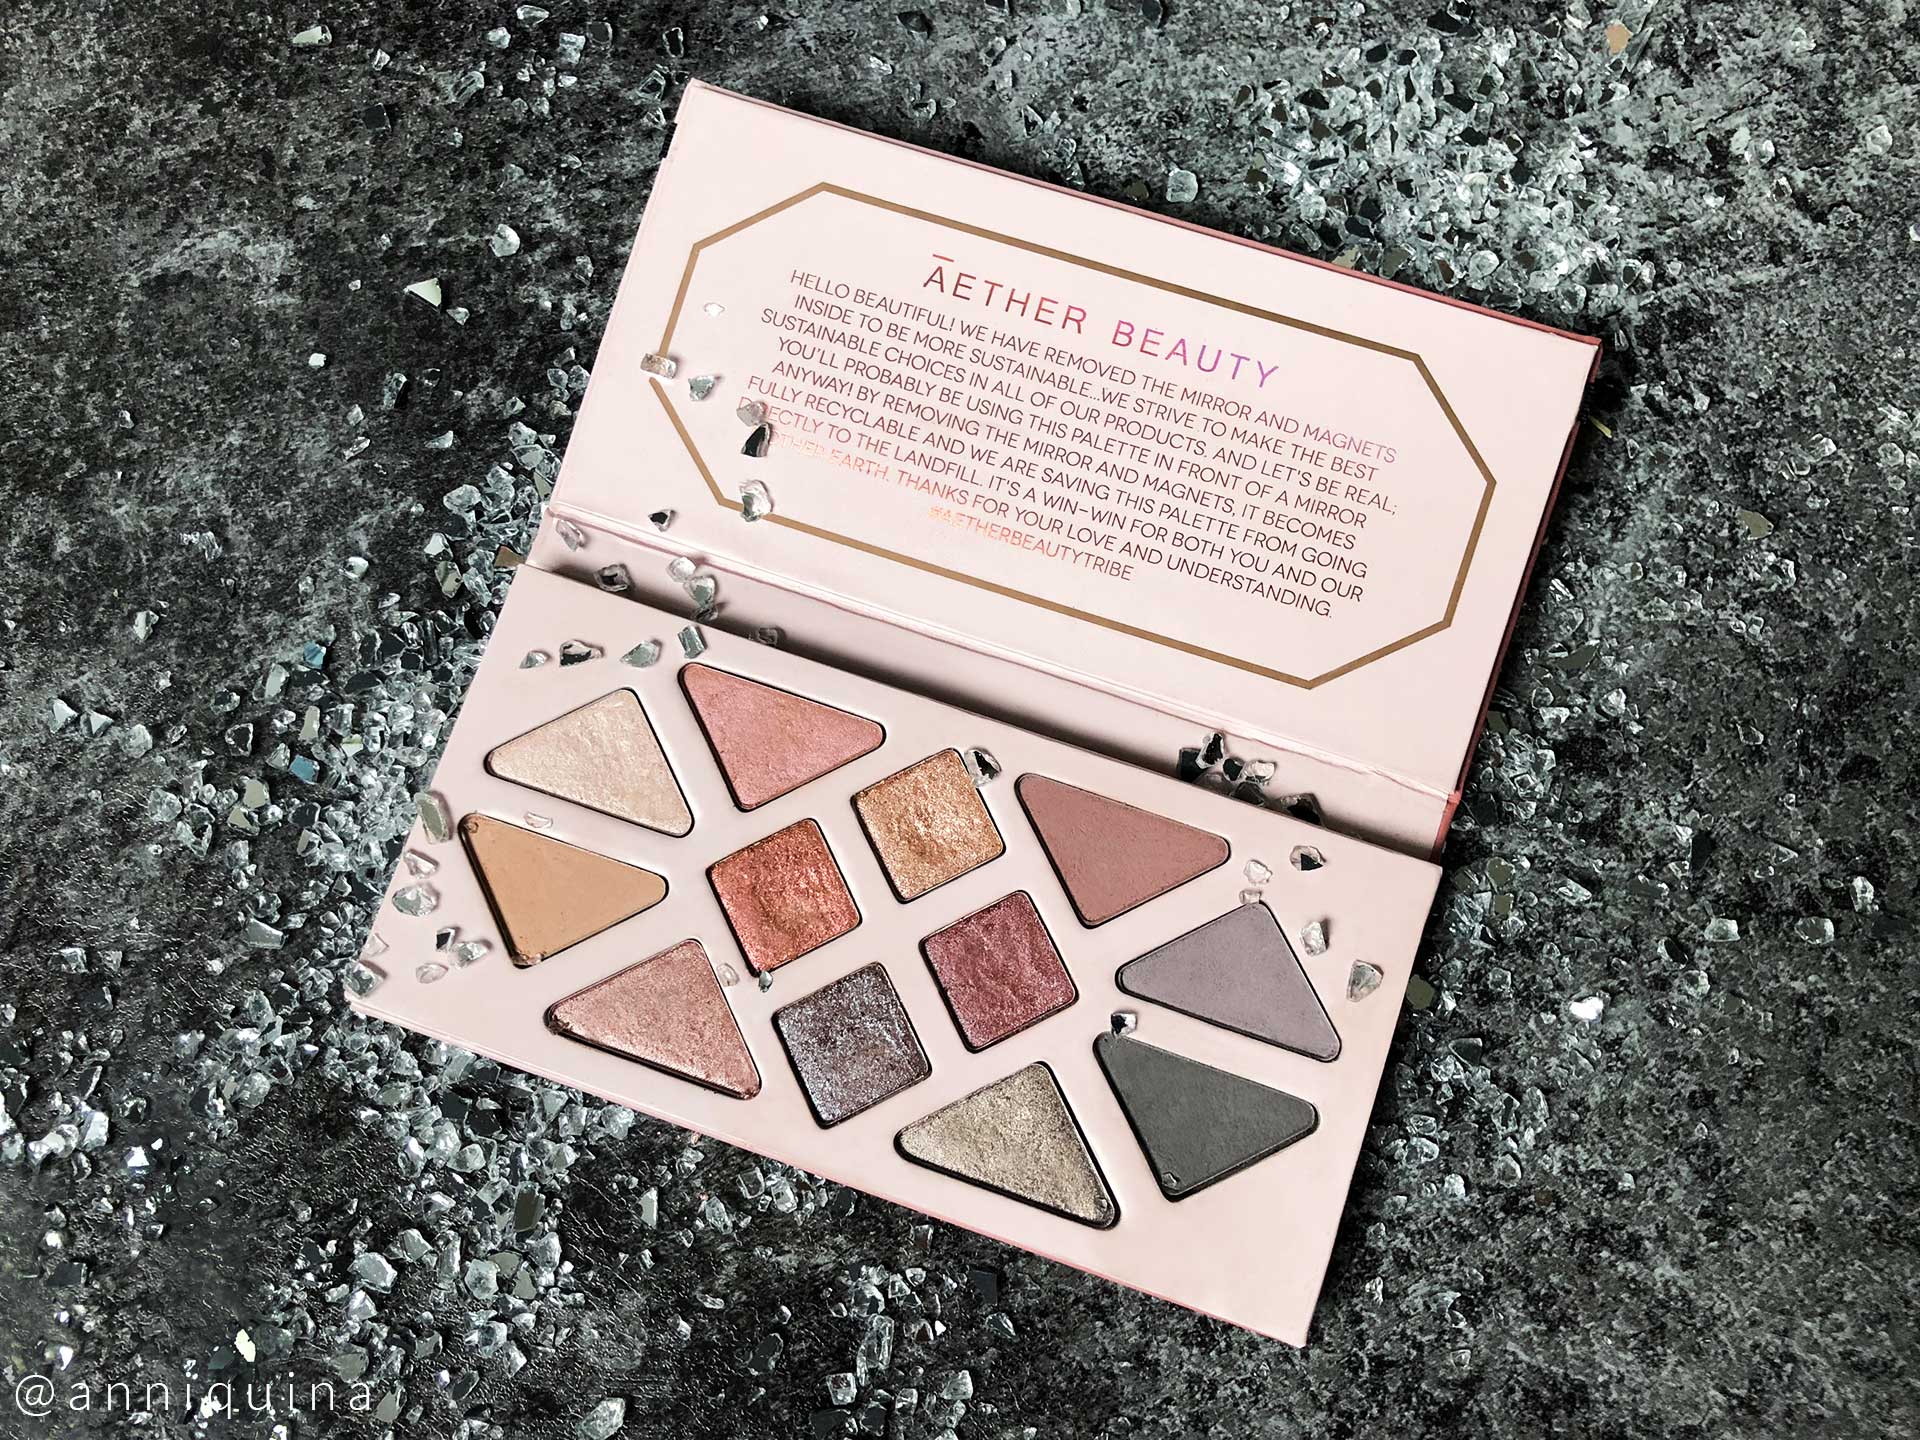 ĀETHER BEAUTY
HELLO BEAUTIFUL! WE HAVE REMOVED THE MIRROR AND MAGNETS
INSIDE TO BE MORE SUSTAINABLE...WE STRIVE TO MAKE THE BEST
SUSTAINABLE CHOICES IN ALL OF OUR PRODUCTS, AND LET'S BE REAL;
YOU'LL PROBABLY BE USING THIS PALETTE IN FRONT OF A MIRROR
ANYWAY! BY REMOVING THE MIRROR AND MAGNETS, IT BECOMES
FULLY RECYCLABLE AND WE ARE SAVING THIS PALETTE FROM GOING
DIRECTLY TO THE LANDFILL. IT'S A WIN-WIN FOR BOTH YOU AND OUR
MOTHER EARTH. THANKS FOR YOUR LOVE AND UNDERSTANDING.
#AETHERBEAUTYTRIBE
@anniquina